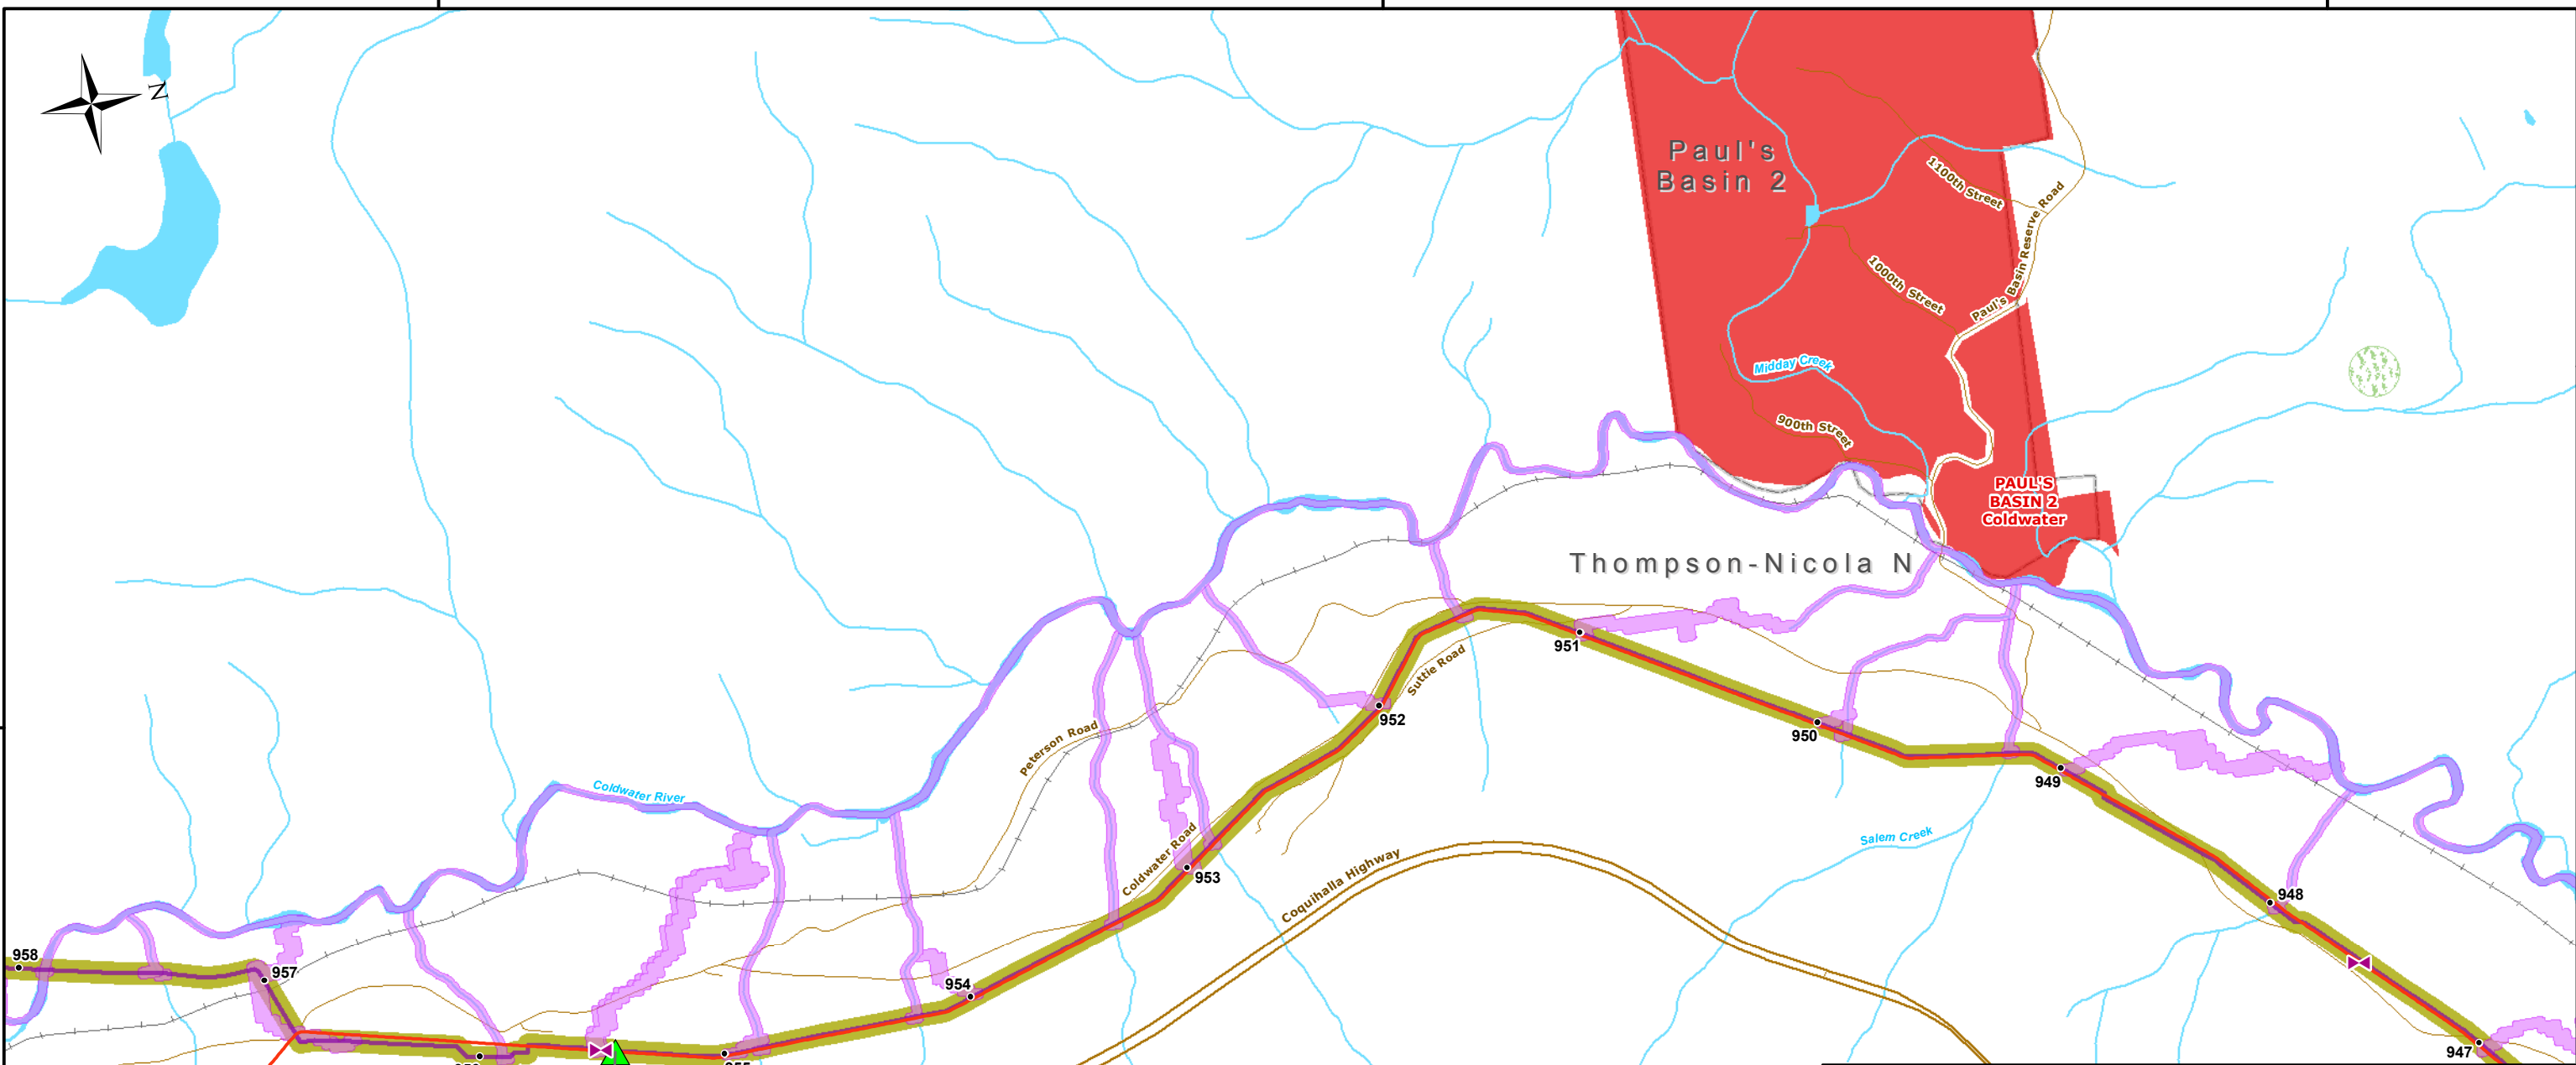 N
Paul's
Basin 2
1100th Street
Paul's Basin Reserve Road
1000th Street
Midday Creek
900th Street
PAUL'S
BASIN 2
Coldwater
Thompson-Nicola N
951
Suttie Road
952
950
949
Peterson Road
Coldwater River
Coldwater Road
Salem Creek
Coquihalla Highway
953
948
958
957
954
947
955